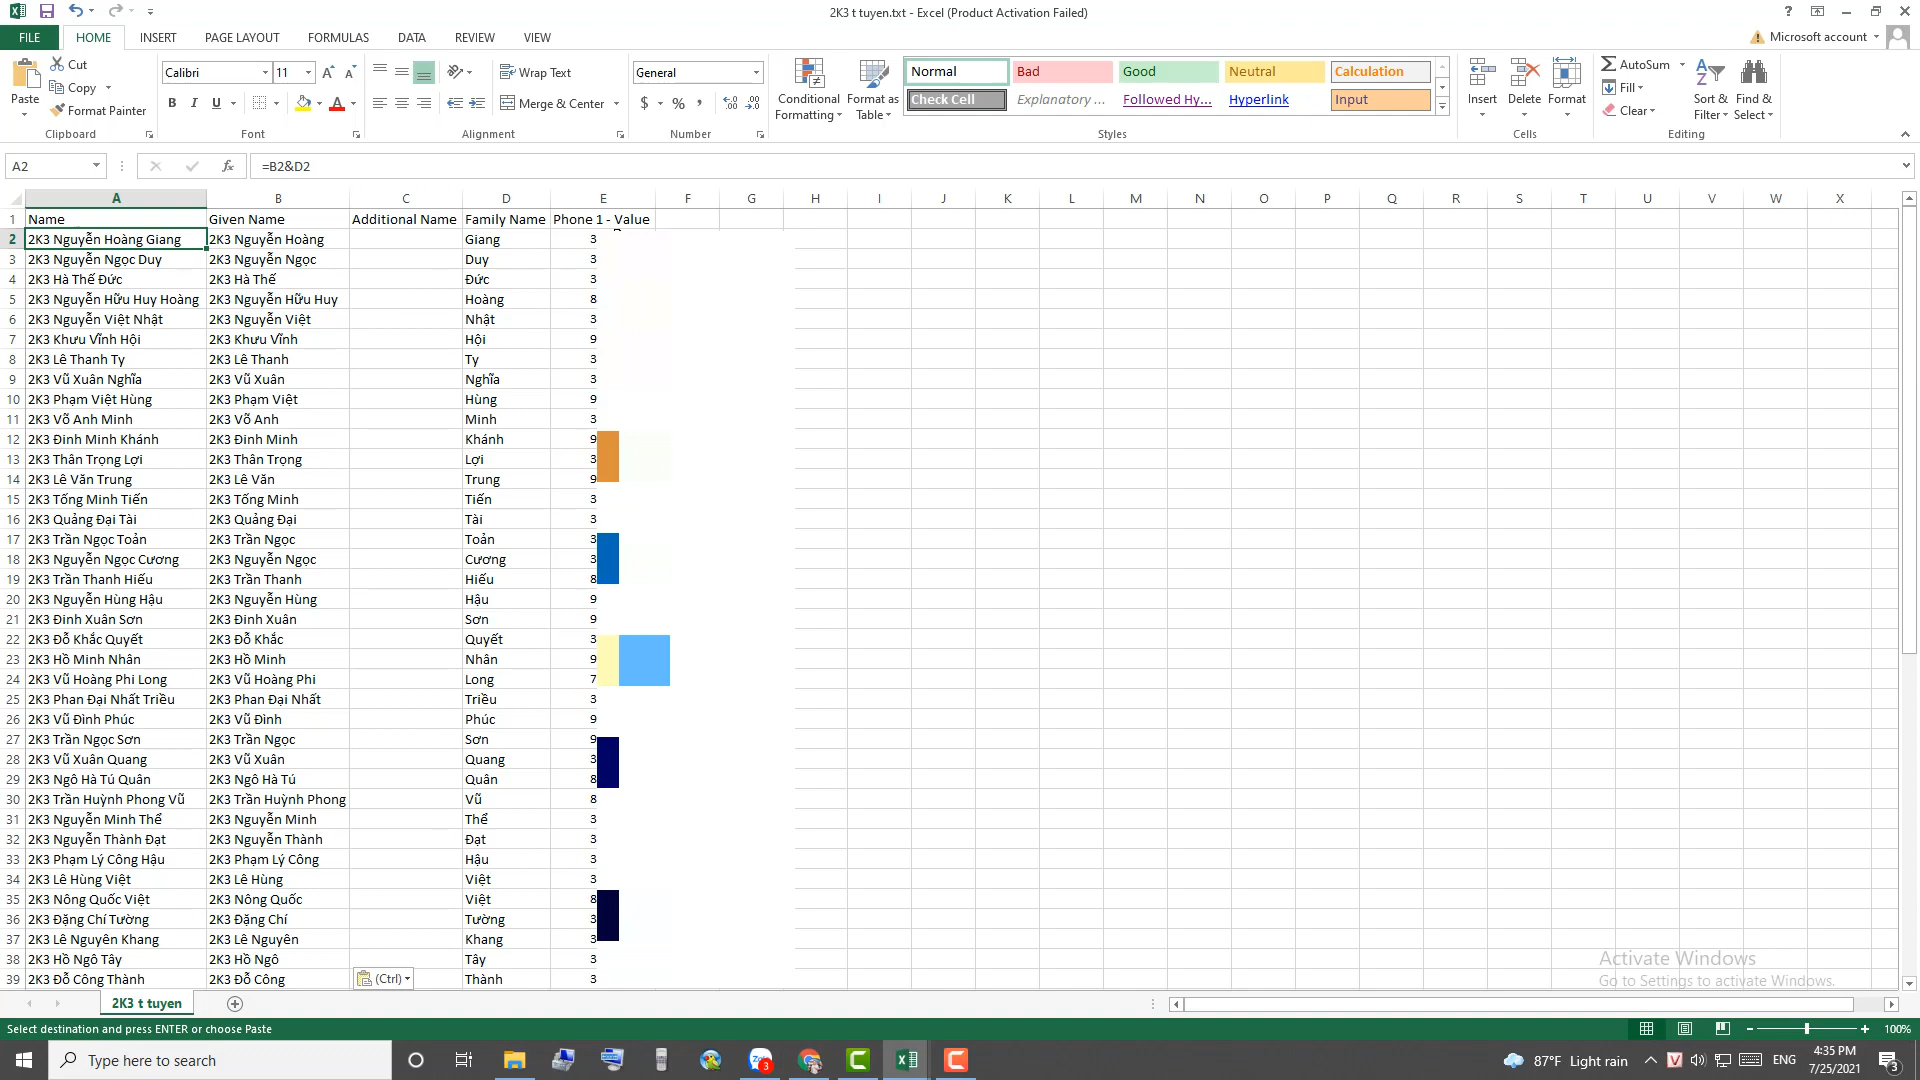 2K3 t tuyen.txt - Excel (Product Activation Failed)
FILE HOME INSERT PAGE LAYOUT FORMULAS DATA REVIEW VIEW Microsoft account
Paste Cut Copy Format Painter Clipboard
Calibri 11 B I U Font
Wrap Text Merge & Center Alignment
General $ % Number
Conditional Formatting Format as Table
Normal Bad Good Neutral Calculation
Check Cell Explanatory ... Followed Hy... Hyperlink Input
Styles
Insert Delete Format Cells
AutoSum Fill Clear Sort & Filter Find & Select Editing
A2 fx =B2&D2
A B C D E F G H I J K L M N O P Q R S T U V W X
1 Name Given Name Additional Name Family Name Phone 1 - Value
2 2K3 Nguyễn Hoàng Giang 2K3 Nguyễn Hoàng Giang 3
3 2K3 Nguyễn Ngọc Duy 2K3 Nguyễn Ngọc Duy 3
4 2K3 Hà Thế Đức 2K3 Hà Thế Đức 3
5 2K3 Nguyễn Hữu Huy Hoàng 2K3 Nguyễn Hữu Huy Hoàng 8
6 2K3 Nguyễn Việt Nhật 2K3 Nguyễn Việt Nhật 3
7 2K3 Khưu Vĩnh Hội 2K3 Khưu Vĩnh Hội 9
8 2K3 Lê Thanh Ty 2K3 Lê Thanh Ty 3
9 2K3 Vũ Xuân Nghĩa 2K3 Vũ Xuân Nghĩa 3
10 2K3 Phạm Việt Hùng 2K3 Phạm Việt Hùng 9
11 2K3 Võ Anh Minh 2K3 Võ Anh Minh 3
12 2K3 Đinh Minh Khánh 2K3 Đinh Minh Khánh 9
13 2K3 Thân Trọng Lợi 2K3 Thân Trọng Lợi 3
14 2K3 Lê Văn Trung 2K3 Lê Văn Trung 9
15 2K3 Tống Minh Tiến 2K3 Tống Minh Tiến 3
16 2K3 Quảng Đại Tài 2K3 Quảng Đại Tài 3
17 2K3 Trần Ngọc Toản 2K3 Trần Ngọc Toản 3
18 2K3 Nguyễn Ngọc Cương 2K3 Nguyễn Ngọc Cương 3
19 2K3 Trần Thanh Hiếu 2K3 Trần Thanh Hiếu 8
20 2K3 Nguyễn Hùng Hậu 2K3 Nguyễn Hùng Hậu 9
21 2K3 Đinh Xuân Sơn 2K3 Đinh Xuân Sơn 9
22 2K3 Đỗ Khắc Quyết 2K3 Đỗ Khắc Quyết 3
23 2K3 Hồ Minh Nhân 2K3 Hồ Minh Nhân 9
24 2K3 Vũ Hoàng Phi Long 2K3 Vũ Hoàng Phi Long 7
25 2K3 Phan Đại Nhất Triều 2K3 Phan Đại Nhất Triều 3
26 2K3 Vũ Đình Phúc 2K3 Vũ Đình Phúc 9
27 2K3 Trần Ngọc Sơn 2K3 Trần Ngọc Sơn 9
28 2K3 Vũ Xuân Quang 2K3 Vũ Xuân Quang 3
29 2K3 Ngô Hà Tú Quân 2K3 Ngô Hà Tú Quân 8
30 2K3 Trần Huỳnh Phong Vũ 2K3 Trần Huỳnh Phong Vũ 8
31 2K3 Nguyễn Minh Thể 2K3 Nguyễn Minh Thể 3
32 2K3 Nguyễn Thành Đạt 2K3 Nguyễn Thành Đạt 3
33 2K3 Phạm Lý Công Hậu 2K3 Phạm Lý Công Hậu 3
34 2K3 Lê Hùng Việt 2K3 Lê Hùng Việt 3
35 2K3 Nông Quốc Việt 2K3 Nông Quốc Việt 8
36 2K3 Đặng Chí Tường 2K3 Đặng Chí Tường 3
37 2K3 Lê Nguyên Khang 2K3 Lê Nguyên Khang 3
38 2K3 Hồ Ngô Tây 2K3 Hồ Ngô Tây 3
39 2K3 Đỗ Công Thành 2K3 Đỗ Công (Ctrl) Thành 3
Activate Windows
Go to Settings to activate Windows.
2K3 t tuyen
Select destination and press ENTER or choose Paste 100%
Type here to search 3 87°F Light rain ENG 4:35 PM 7/25/2021 3